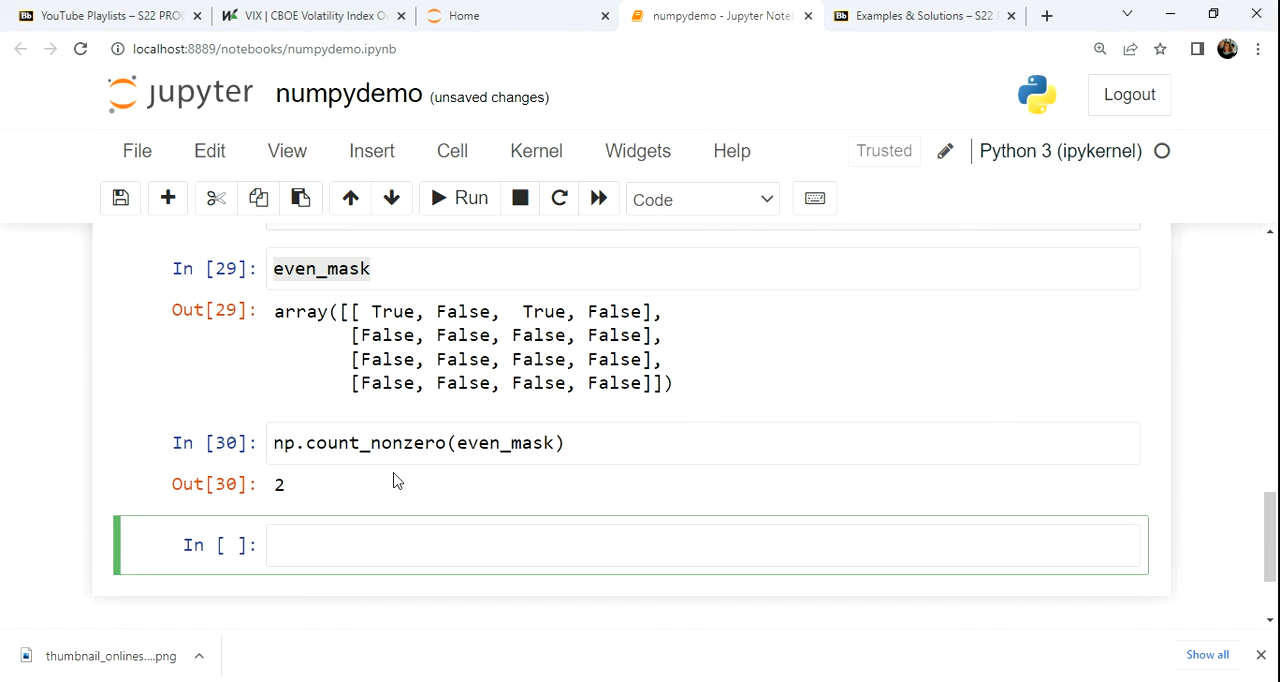 YouTube Playlists – S22 PRO
VIX | CBOE Volatility Index O
Home
numpydemo - Jupyter Note
Examples & Solutions – S22
localhost:8889/notebooks/numpydemo.ipynb
jupyter numpydemo (unsaved changes)
Logout
File Edit View Insert Cell Kernel Widgets Help Trusted Python 3 (ipykernel)
Run Code
In [29]: even_mask
Out[29]: array([[ True, False,  True, False],
[False, False, False, False],
[False, False, False, False],
[False, False, False, False]])
In [30]: np.count_nonzero(even_mask)
Out[30]: 2
In [ ]:
thumbnail_onlines....png
Show all